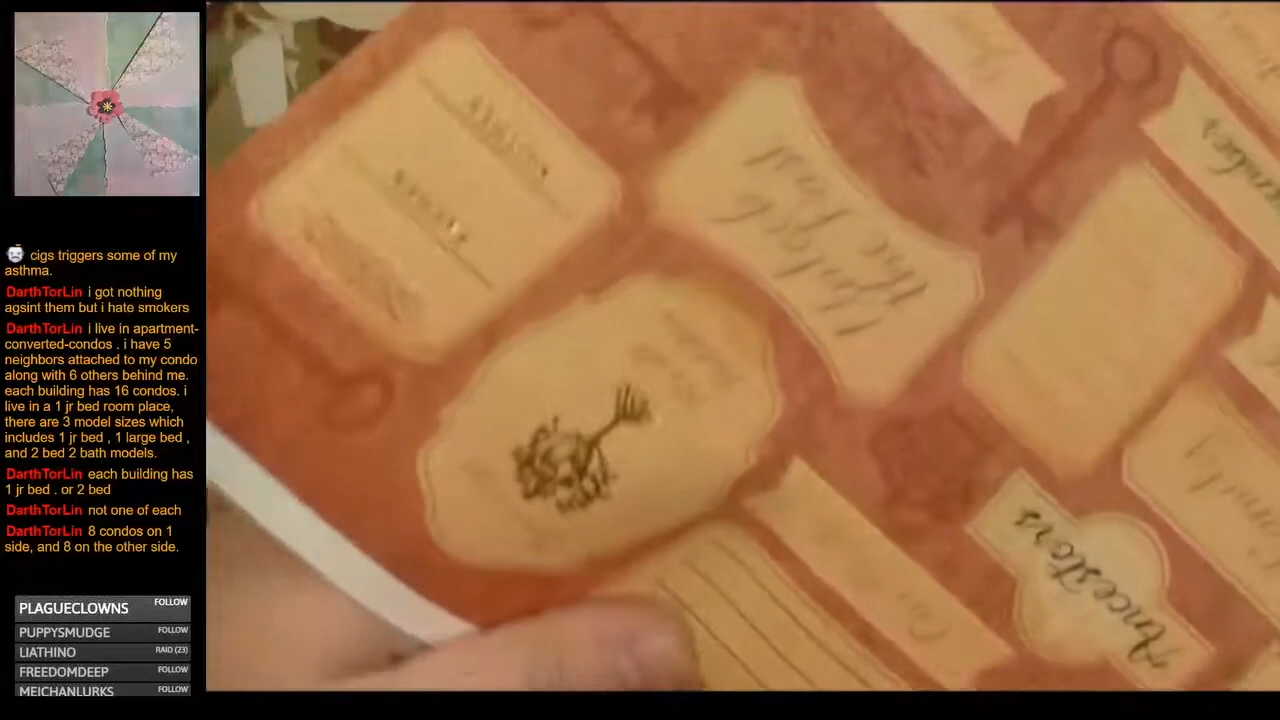 cigs triggers some of my
asthma.
DarthTorLin i got nothing
agsint them but i hate smokers
DarthTorLin i live in apartment-
converted-condos . i have 5
neighbors attached to my condo
along with 6 others behind me.
each building has 16 condos. i
live in a 1 jr bed room place,
there are 3 model sizes which
includes 1 jr bed , 1 large bed ,
and 2 bed 2 bath models.
DarthTorLin each building has
1 jr bed . or 2 bed
DarthTorLin not one of each
DarthTorLin 8 condos on 1
side, and 8 on the other side.
PLAGUECLOWNS FOLLOW
PUPPYSMUDGE FOLLOW
LIATHINO RAID (23)
FREEDOMDEEP FOLLOW
MEICHANLURKS FOLLOW
the Past
Ancestors